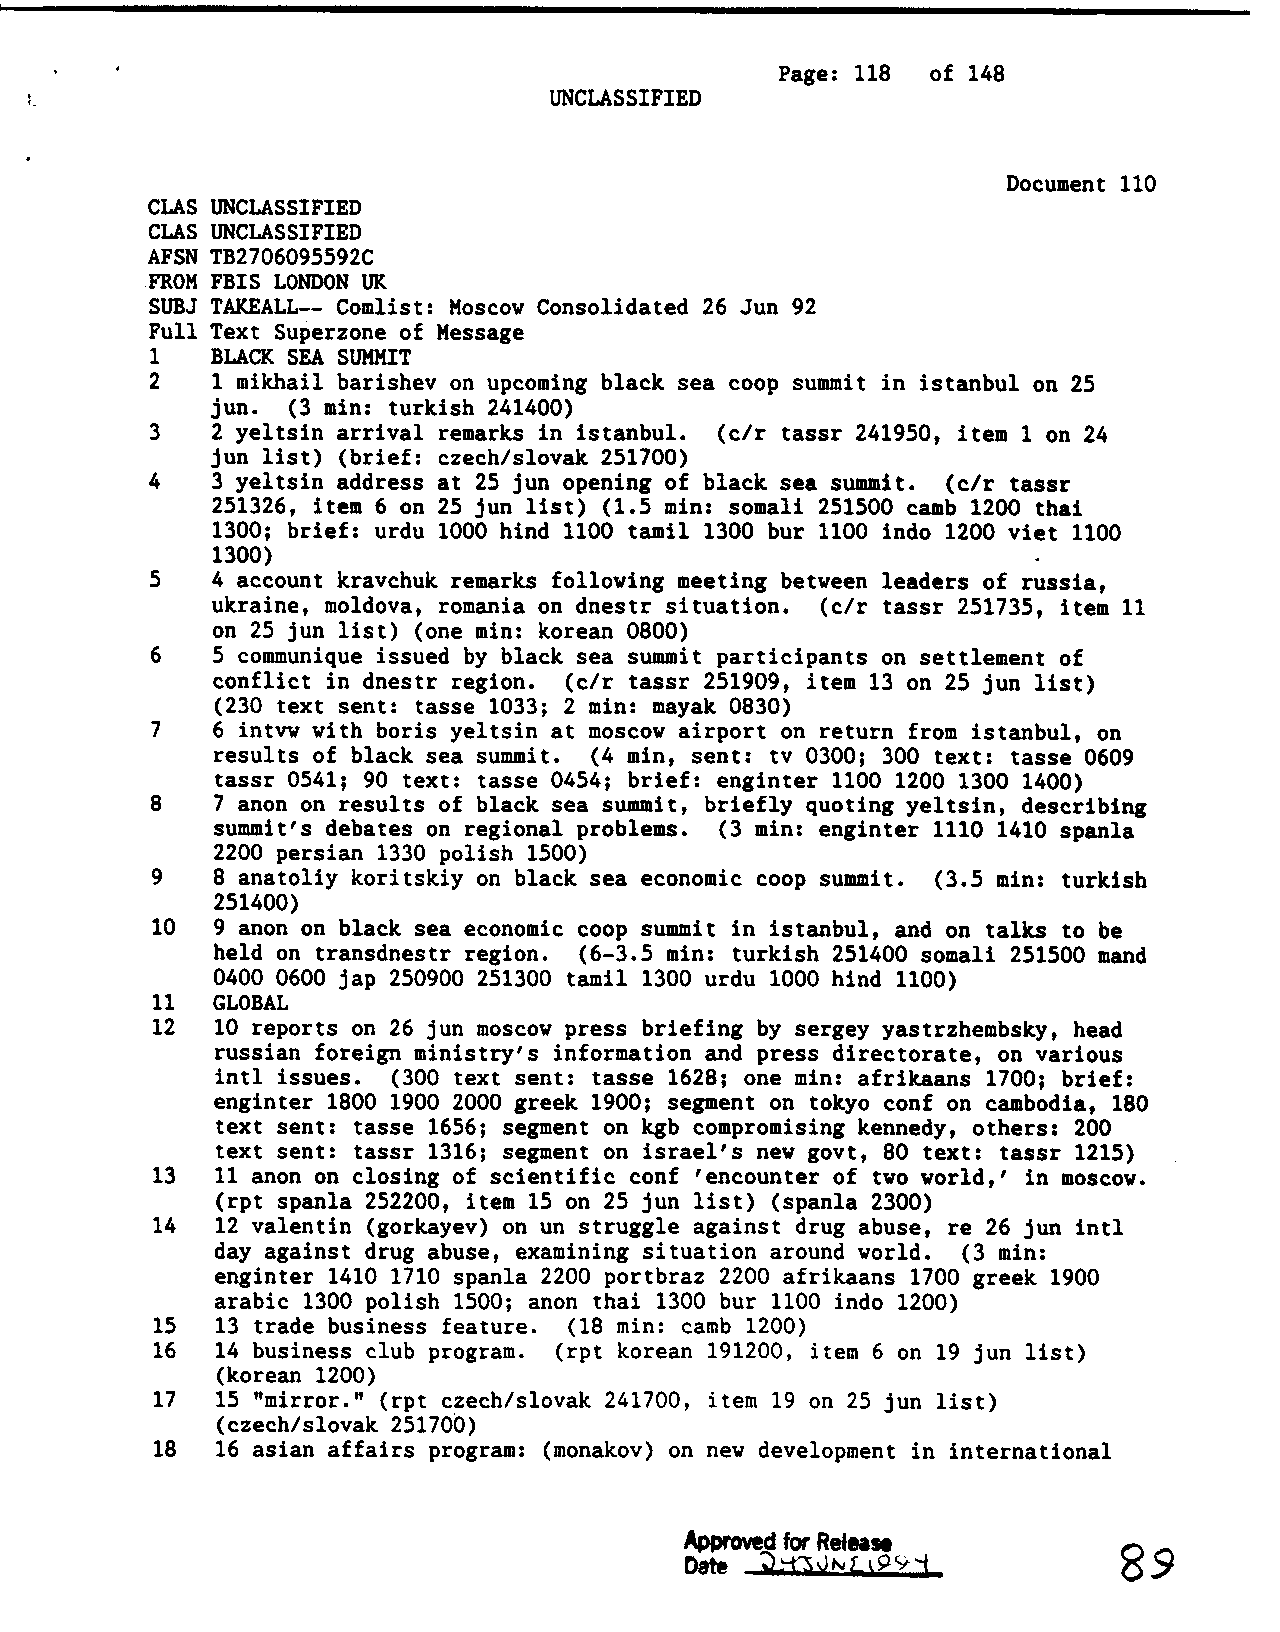 Page: 118 of 148
UNCLASSIFIED
Document 110
CLAS UNCLASSIFIED
CLAS UNCLASSIFIED
AFSN TB2706095592C
FROM FBIS LONDON UK
SUBJ TAKEALL-- Comlist: Moscow Consolidated 26 Jun 92
Full Text Superzone of Message
1 BLACK SEA SUMMIT
2 1 mikhail barishev on upcoming black sea coop summit in istanbul on 25
jun. (3 min: turkish 241400)
3 2 yeltsin arrival remarks in istanbul. (c/r tassr 241950, item 1 on 24
jun list) (brief: czech/slovak 251700)
4 3 yeltsin address at 25 jun opening of black sea summit. (c/r tassr
251326, item 6 on 25 jun list) (1.5 min: somali 251500 camb 1200 thai
1300; brief: urdu 1000 hind 1100 tamil 1300 bur 1100 indo 1200 viet 1100
1300)
5 4 account kravchuk remarks following meeting between leaders of russia,
ukraine, moldova, romania on dnestr situation. (c/r tassr 251735, item 11
on 25 jun list) (one min: korean 0800)
6 5 communique issued by black sea summit participants on settlement of
conflict in dnestr region. (c/r tassr 251909, item 13 on 25 jun list)
(230 text sent: tasse 1033; 2 min: mayak 0830)
7 6 intvw with boris yeltsin at moscow airport on return from istanbul, on
results of black sea summit. (4 min, sent: tv 0300; 300 text: tasse 0609
tassr 0541; 90 text: tasse 0454; brief: enginter 1100 1200 1300 1400)
8 7 anon on results of black sea summit, briefly quoting yeltsin, describing
summit's debates on regional problems. (3 min: enginter 1110 1410 spanla
2200 persian 1330 polish 1500)
9 8 anatoliy koritskiy on black sea economic coop summit. (3.5 min: turkish
251400)
10 9 anon on black sea economic coop summit in istanbul, and on talks to be
held on transdnestr region. (6-3.5 min: turkish 251400 somali 251500 mand
0400 0600 jap 250900 251300 tamil 1300 urdu 1000 hind 1100)
11 GLOBAL
12 10 reports on 26 jun moscow press briefing by sergey yastrzhembsky, head
russian foreign ministry's information and press directorate, on various
intl issues. (300 text sent: tasse 1628; one min: afrikaans 1700; brief:
enginter 1800 1900 2000 greek 1900; segment on tokyo conf on cambodia, 180
text sent: tasse 1656; segment on kgb compromising kennedy, others: 200
text sent: tassr 1316; segment on israel's new govt, 80 text: tassr 1215)
13 11 anon on closing of scientific conf 'encounter of two world,' in moscow.
(rpt spanla 252200, item 15 on 25 jun list) (spanla 2300)
14 12 valentin (gorkayev) on un struggle against drug abuse, re 26 jun intl
day against drug abuse, examining situation around world. (3 min:
enginter 1410 1710 spanla 2200 portbraz 2200 afrikaans 1700 greek 1900
arabic 1300 polish 1500; anon thai 1300 bur 1100 indo 1200)
15 13 trade business feature. (18 min: camb 1200)
16 14 business club program. (rpt korean 191200, item 6 on 19 jun list)
(korean 1200)
17 15 "mirror." (rpt czech/slovak 241700, item 19 on 25 jun list)
(czech/slovak 251700)
18 16 asian affairs program: (monakov) on new development in international
Approved for Release
Date
89